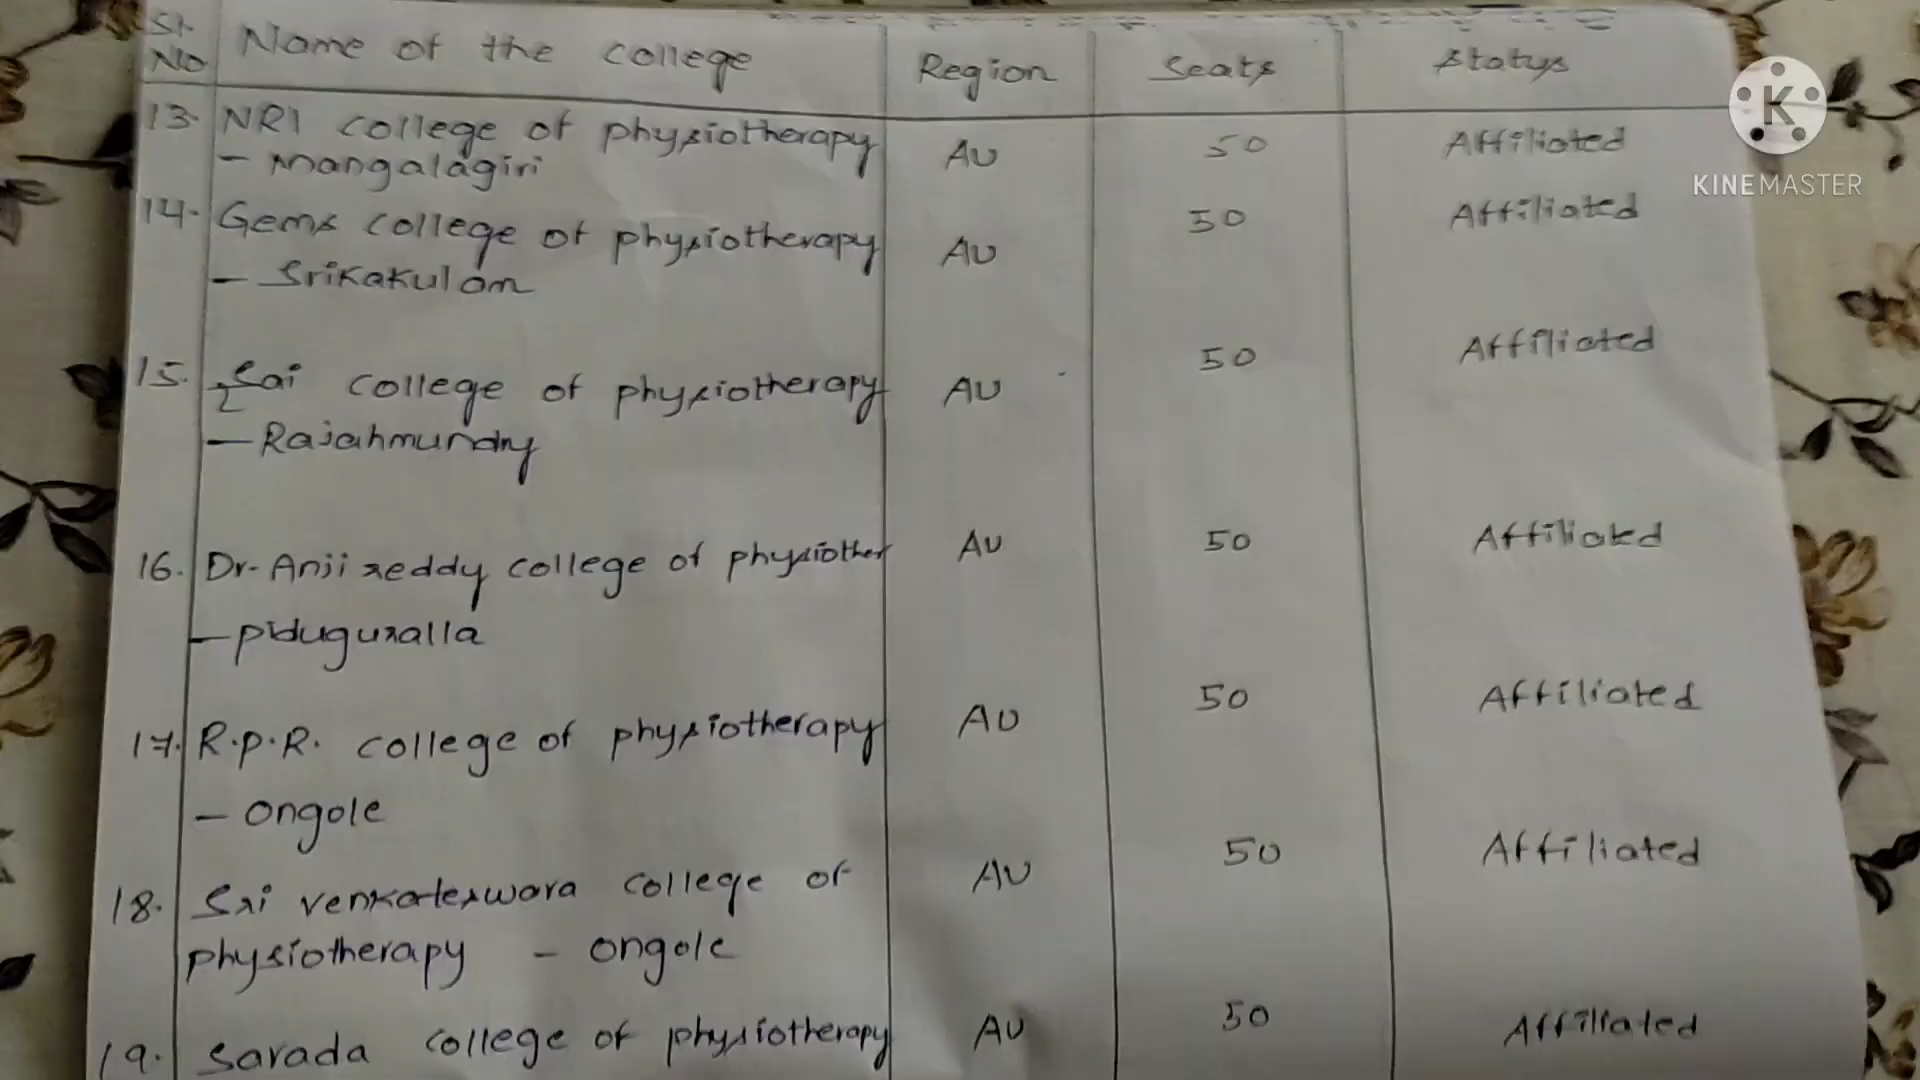 Sr. No Name of the college Region Seats Status
13. NRI college of physiotherapy AU 50 Affiliated
- Mangalagiri
14. Gems college of physiotherapy AU 50 Affiliated
- Srikakulam
15. Sai college of physiotherapy AU 50 Affiliated
- Rajahmundry
16. Dr. Anji reddy college of physiother AU 50 Affiliated
- piduguralla
17. R.p.R. college of physiotherapy AU 50 Affiliated
- ongole
18. Sri venkateswara college of AU 50 Affiliated
physiotherapy - ongole
19. sarada college of physiotherapy AU 50 Affiliated
K
KINEMASTER